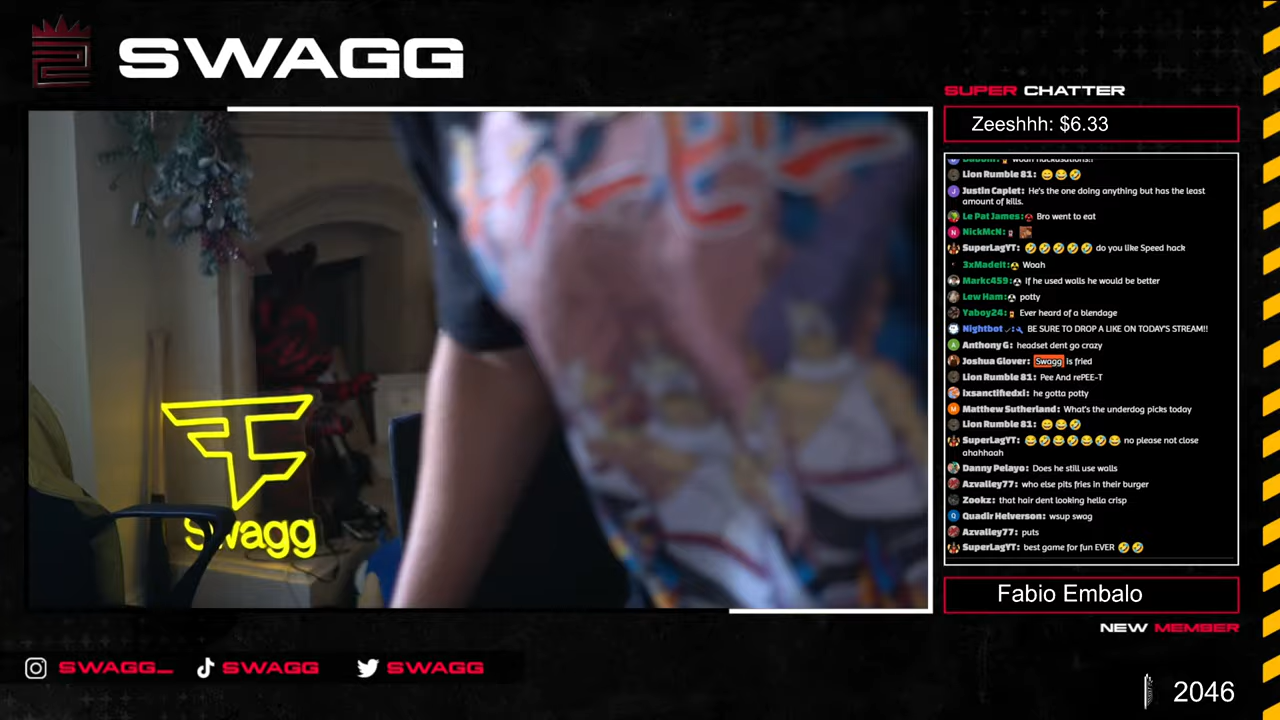 SWAGG
SUPER CHATTER
Zeeshhh: $6.33
Lion Rumble 81: 😄😂🤣
Justin Caplet: He's the one doing anything but has the least
amount of kills.
Le Pat James: Bro went to eat
NickMcN:
SuperLagYT: 🤣🤣🤣🤣🤣 do you like Speed hack
3xMadeit: Woah
Markc459: If he used walls he would be better
Lew Ham: potty
Yaboy24: Ever heard of a blendage
Nightbot: BE SURE TO DROP A LIKE ON TODAY'S STREAM!!
Anthony G: headset dent go crazy
Joshua Glover: Swagg is fried
Lion Rumble 81: Pee And rePEE-T
ixsanctifiedxi: he gotta potty
Matthew Sutherland: What's the underdog picks today
Lion Rumble 81: 😄😂🤣
SuperLagYT: 😂🤣😂🤣😂🤣😂 no please not close
ahahhaah
Danny Pelayo: Does he still use walls
Azvalley77: who else pits fries in their burger
Zookz: that hair dent looking hella crisp
Quadir Helverson: wsup swag
Azvalley77: puts
SuperLagYT: best game for fun EVER 🤣🤣
Swagg
Fabio Embalo
NEW MEMBER
SWAGG_ SWAGG SWAGG
2046